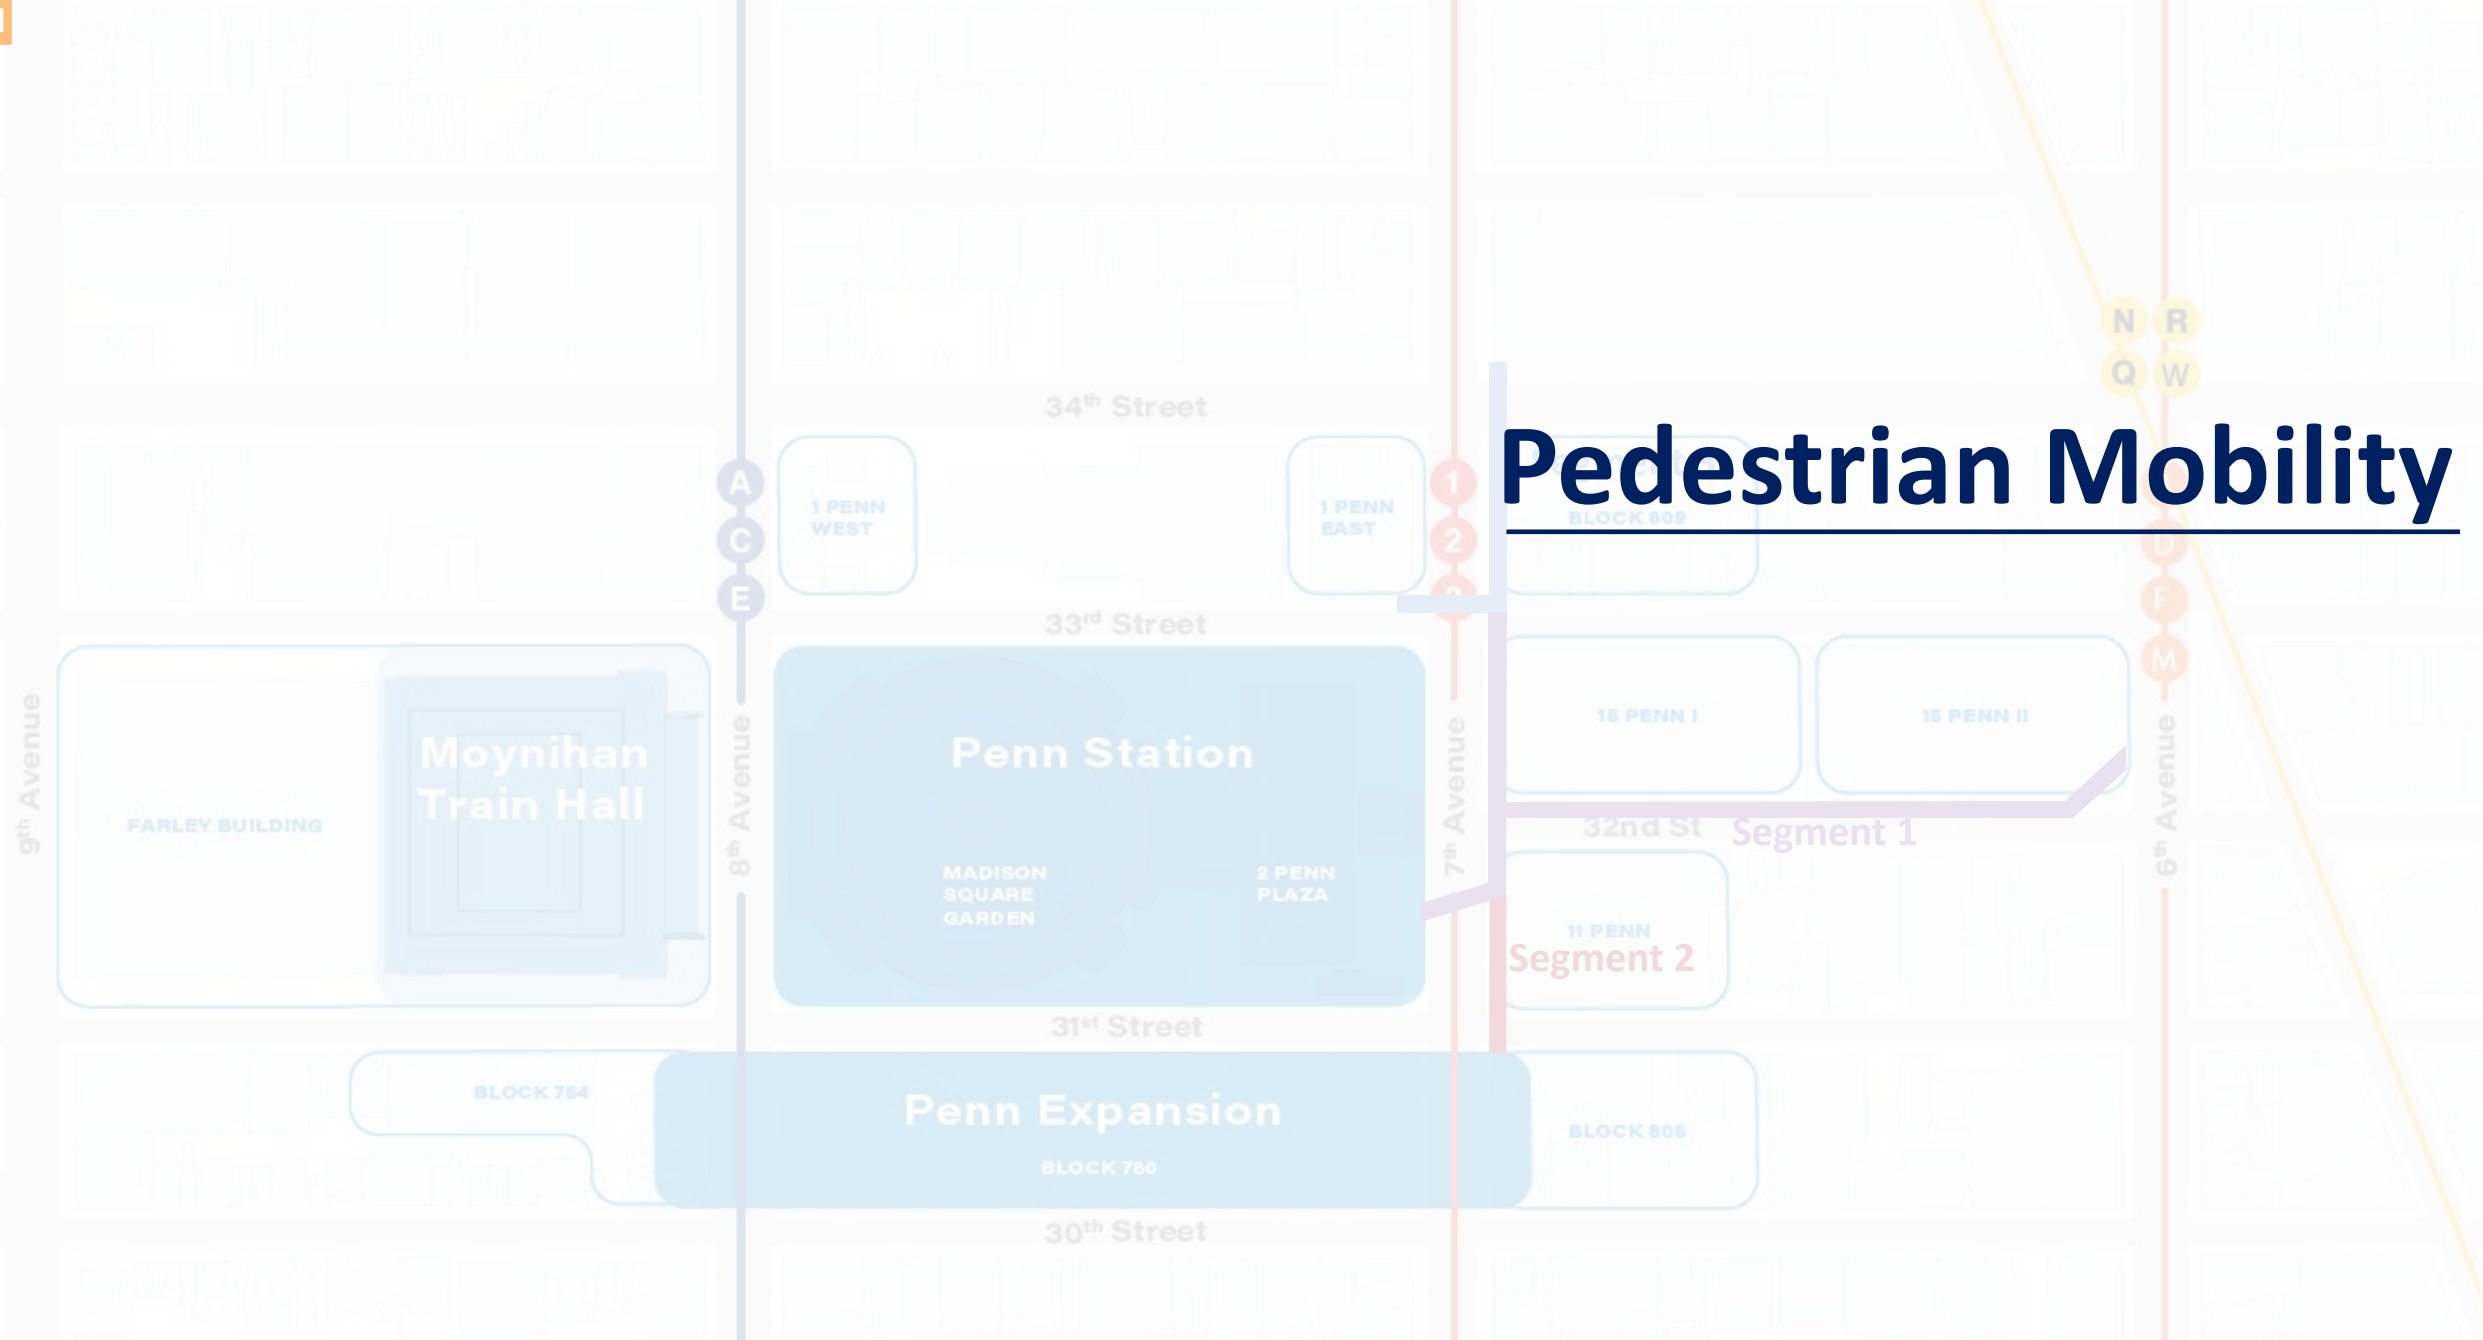 N R
Q W
34th Street
Pedestrian Mobility
A
C
E
1 PENN
WEST
1 PENN
EAST
1
2
3
BLOCK 809
D
F
M
33rd Street
9th Avenue
Moynihan
Train Hall
FARLEY BUILDING
8th Avenue
Penn Station
MADISON
SQUARE
GARDEN
2 PENN
PLAZA
7th Avenue
15 PENN I
15 PENN II
6th Avenue
32nd St
Segment 1
11 PENN
Segment 2
31st Street
BLOCK 754
Penn Expansion
BLOCK 780
BLOCK 806
30th Street